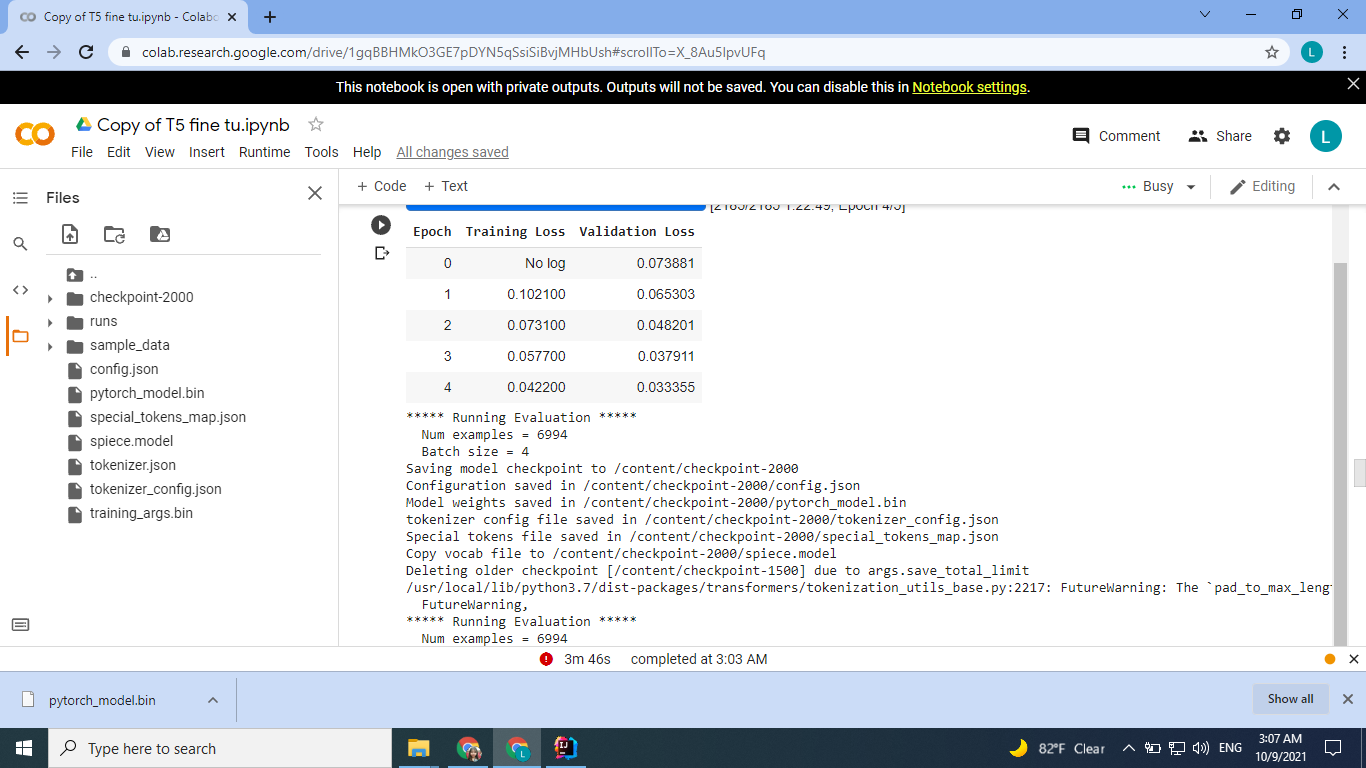 Copy of T5 fine tu.ipynb - Colabo
colab.research.google.com/drive/1gqBBHMkO3GE7pDYN5qSsiSiBvjMHbUsh#scrollTo=X_8Au5IpvUFq
L
This notebook is open with private outputs. Outputs will not be saved. You can disable this in Notebook settings.
Copy of T5 fine tu.ipynb
Comment Share L
File Edit View Insert Runtime Tools Help All changes saved
Files
+ Code + Text Busy Editing
[2185/2185 1:22:49, Epoch 4/5]
Epoch Training Loss Validation Loss
0 No log 0.073881
1 0.102100 0.065303
2 0.073100 0.048201
3 0.057700 0.037911
4 0.042200 0.033355
..
checkpoint-2000
runs
sample_data
config.json
pytorch_model.bin
special_tokens_map.json
spiece.model
tokenizer.json
tokenizer_config.json
training_args.bin
***** Running Evaluation *****
Num examples = 6994
Batch size = 4
Saving model checkpoint to /content/checkpoint-2000
Configuration saved in /content/checkpoint-2000/config.json
Model weights saved in /content/checkpoint-2000/pytorch_model.bin
tokenizer config file saved in /content/checkpoint-2000/tokenizer_config.json
Special tokens file saved in /content/checkpoint-2000/special_tokens_map.json
Copy vocab file to /content/checkpoint-2000/spiece.model
Deleting older checkpoint [/content/checkpoint-1500] due to args.save_total_limit
/usr/local/lib/python3.7/dist-packages/transformers/tokenization_utils_base.py:2217: FutureWarning: The `pad_to_max_leng
FutureWarning,
***** Running Evaluation *****
Num examples = 6994
3m 46s completed at 3:03 AM
pytorch_model.bin
Show all
Type here to search
L
82°F Clear
ENG
3:07 AM
10/9/2021